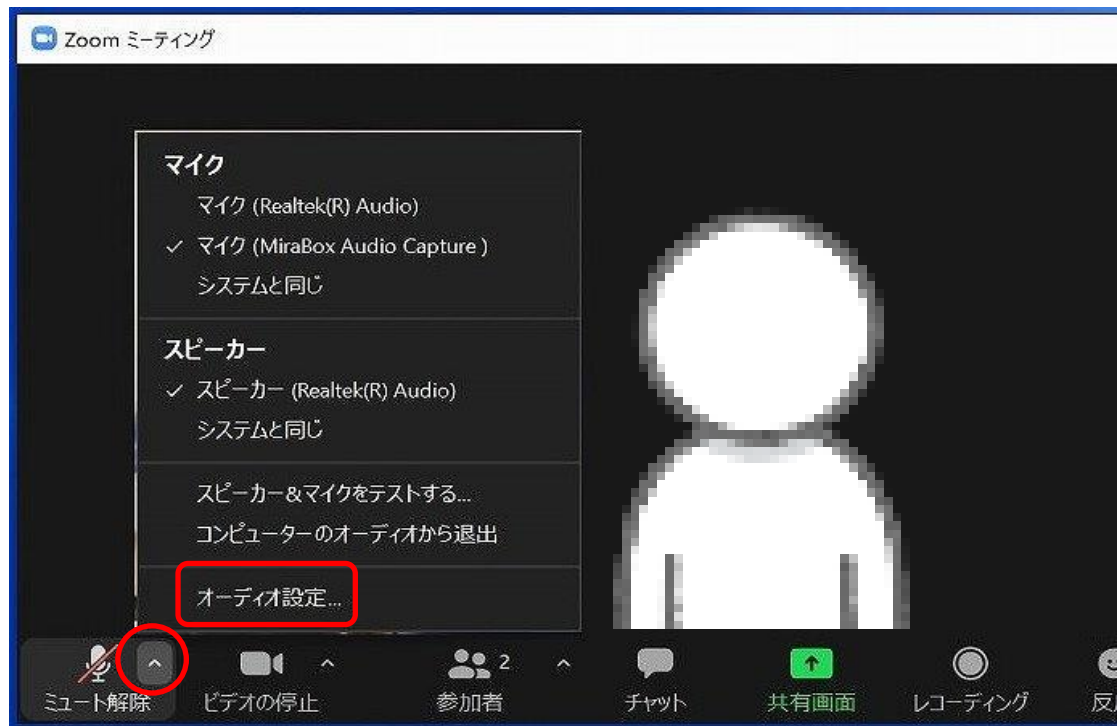 Zoom ミーティング
マイク
マイク (Realtek(R) Audio)
マイク (MiraBox Audio Capture )
システムと同じ
スピーカー
スピーカー (Realtek(R) Audio)
システムと同じ
スピーカー&マイクをテストする...
コンピューターのオーディオから退出
オーディオ設定...
2
ミュート解除 ビデオの停止 参加者 チャット 共有画面 レコーディング